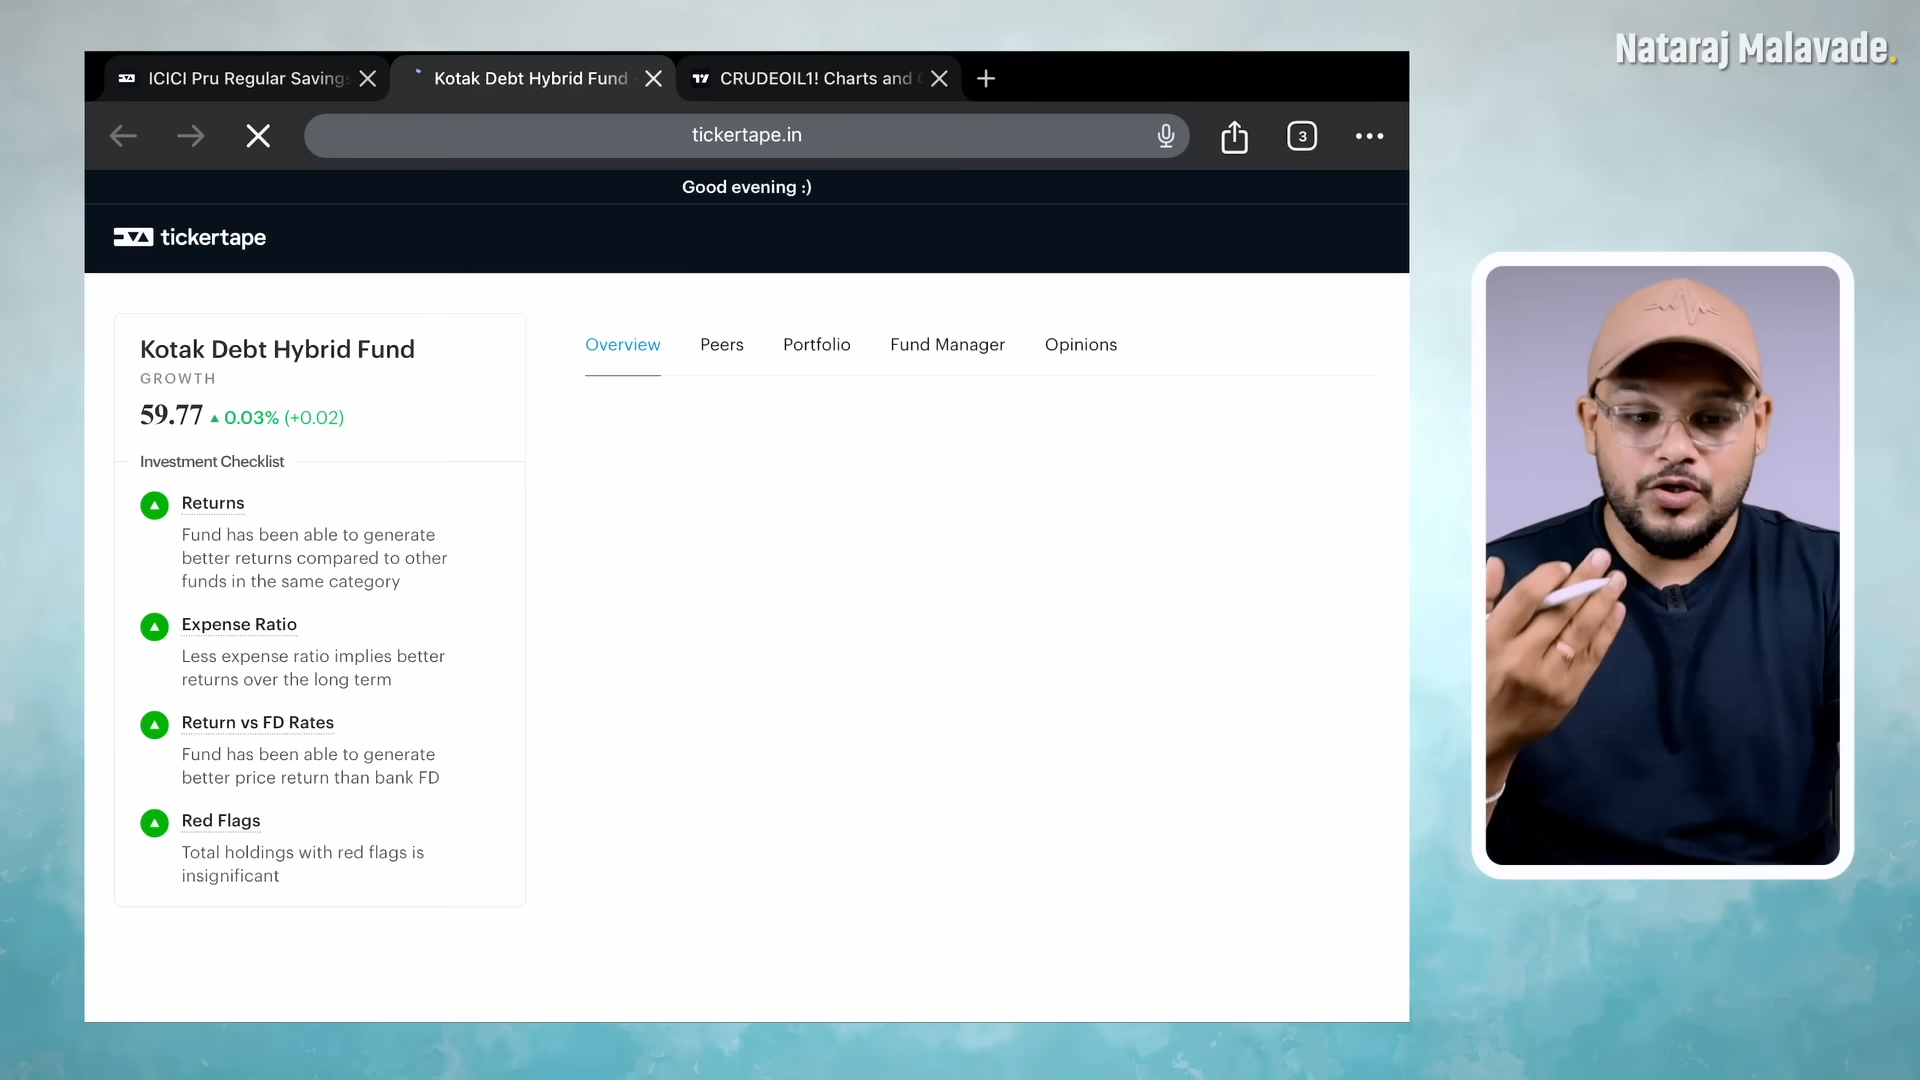 Nataraj Malavade.
ICICI Pru Regular Saving
Kotak Debt Hybrid Fund
CRUDEOIL1! Charts and
tickertape.in
3
Good evening :)
tickertape
Kotak Debt Hybrid Fund
GROWTH
59.77 ▲ 0.03% (+0.02)
Investment Checklist
Returns
Fund has been able to generate
better returns compared to other
funds in the same category
Expense Ratio
Less expense ratio implies better
returns over the long term
Return vs FD Rates
Fund has been able to generate
better price return than bank FD
Red Flags
Total holdings with red flags is
insignificant
Overview
Peers
Portfolio
Fund Manager
Opinions